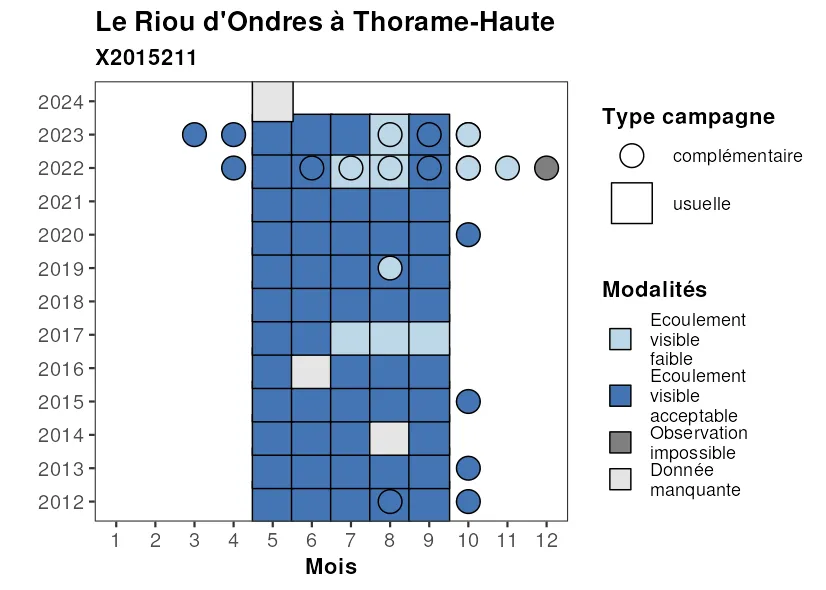 Le Riou d'Ondres à Thorame-Haute
X2015211
2024
2023
2022
2021
2020
2019
2018
2017
2016
2015
2014
2013
2012
1 2 3 4 5 6 7 8 9 10 11 12
Mois
Type campagne
complémentaire
usuelle
Modalités
Ecoulement
visible
faible
Ecoulement
visible
acceptable
Observation
impossible
Donnée
manquante